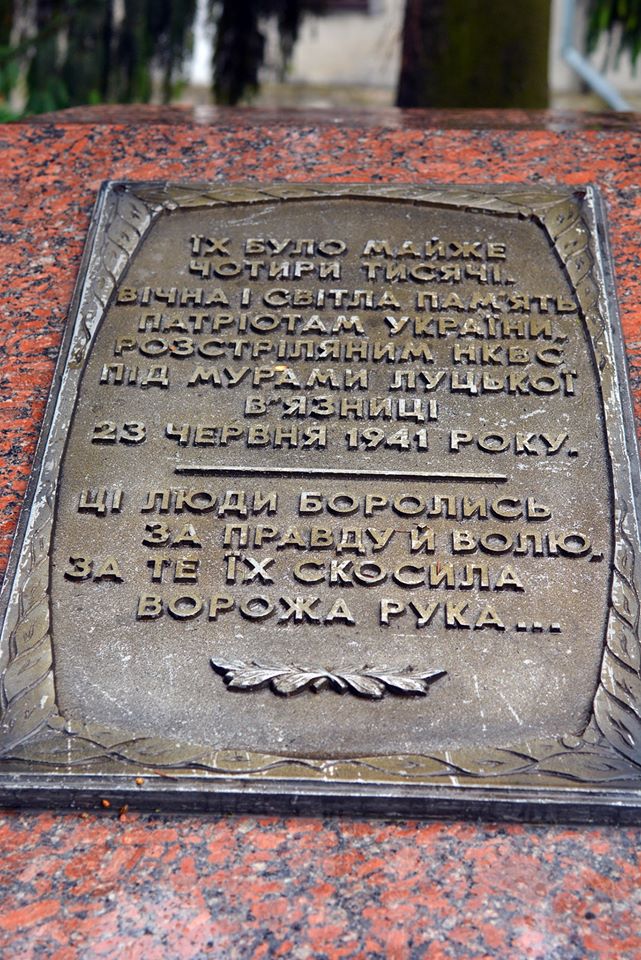 ЇХ БУЛО МАЙЖЕ
ЧОТИРИ ТИСЯЧІ.
ВІЧНА І СВІТЛА ПАМ'ЯТЬ
ПАТРІОТАМ УКРАЇНИ,
РОЗСТРІЛЯНИМ НКВС
ПІД МУРАМИ ЛУЦЬКОЇ
В'ЯЗНИЦІ
23 ЧЕРВНЯ 1941 РОКУ.
ЦІ ЛЮДИ БОРОЛИСЬ
ЗА ПРАВДУ Й ВОЛЮ,
ЗА ТЕ ЇХ СКОСИЛА
ВОРОЖА РУКА...